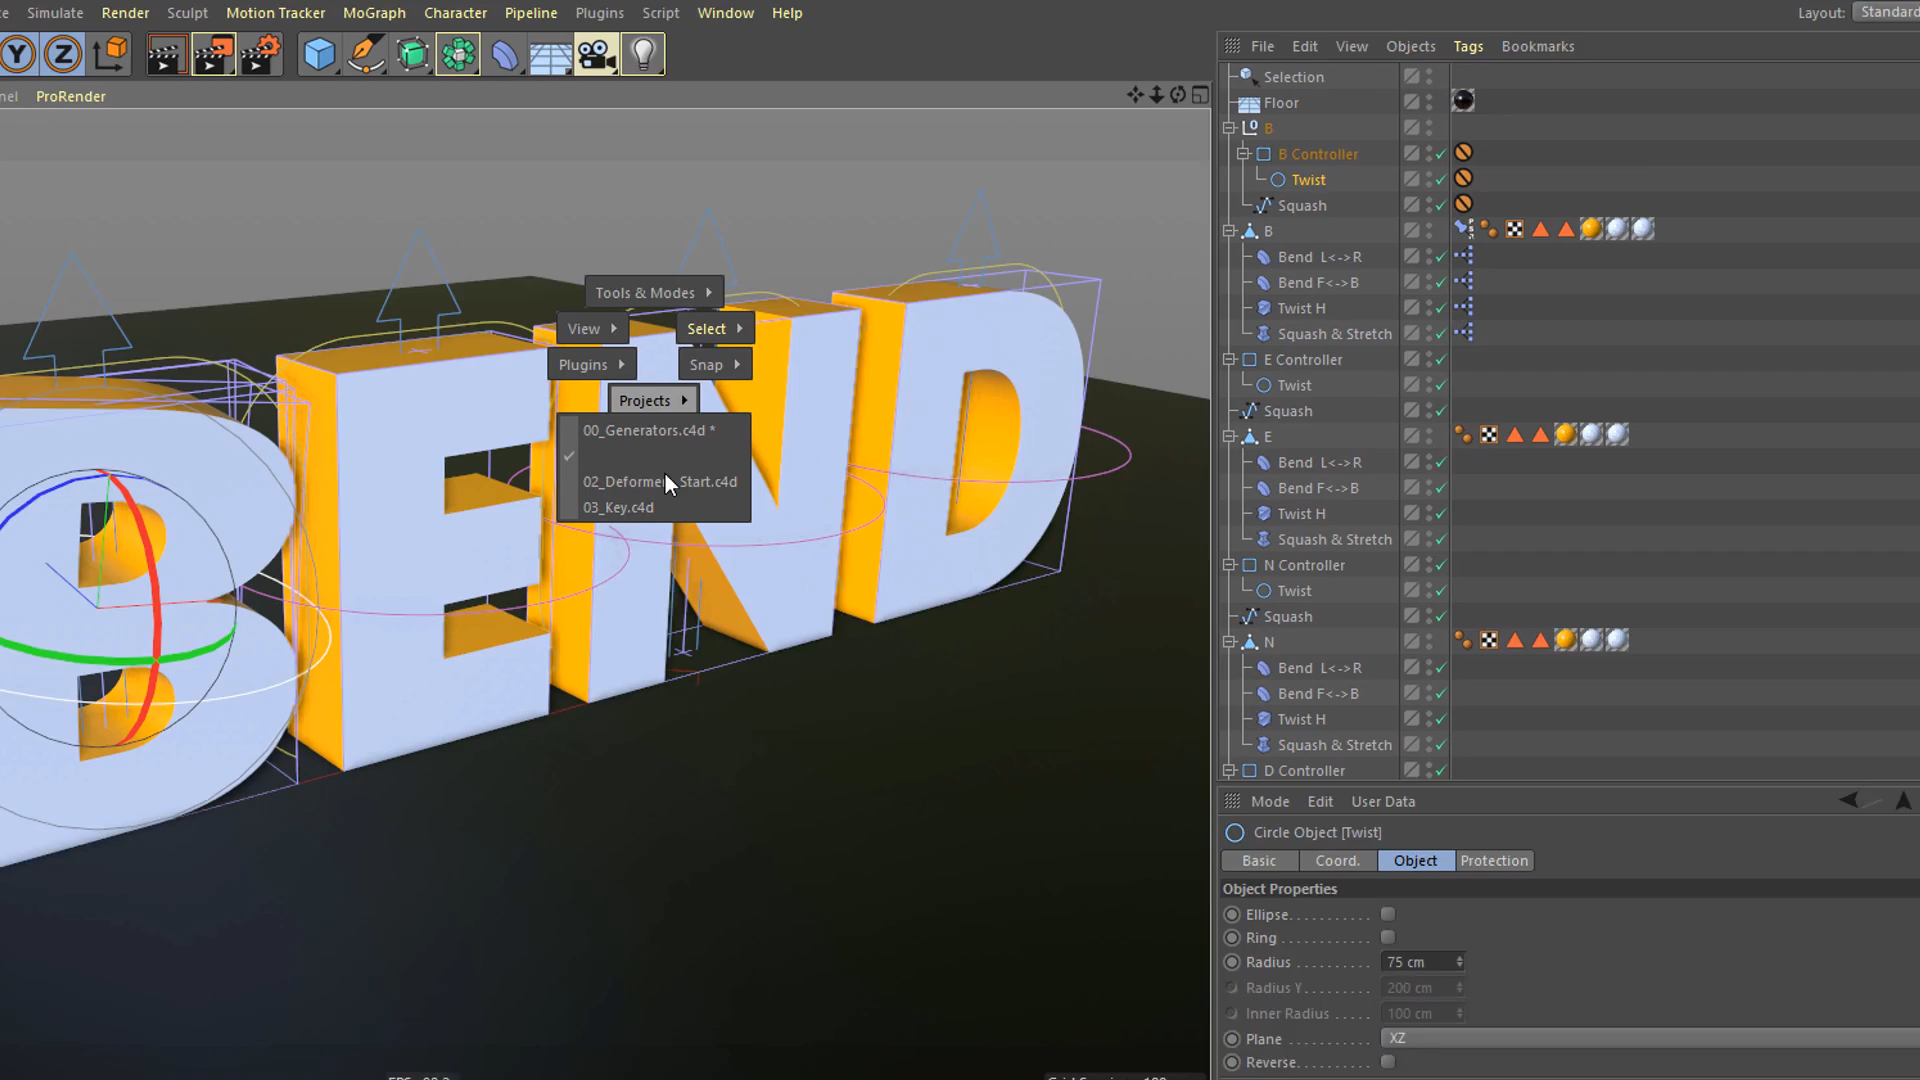 Simulate Render Sculpt Motion Tracker MoGraph Character Pipeline Plugins Script Window Help Layout: Standard
Y Z
ProRender
File Edit View Objects Tags Bookmarks
Selection
Floor
0 B
B Controller
Twist
Squash
B
Bend L<->R
Bend F<->B
Twist H
Squash & Stretch
E Controller
Twist
Squash
E
Bend L<->R
Bend F<->B
Twist H
Squash & Stretch
N Controller
Twist
Squash
N
Bend L<->R
Bend F<->B
Twist H
Squash & Stretch
D Controller
Tools & Modes
View Select
Plugins Snap
Projects
00_Generators.c4d *
Start.c4d
03_Key.c4d
BEND
Mode Edit User Data
Circle Object [Twist]
Basic Coord. Object Protection
Object Properties
Ellipse
Ring
Radius 75 cm
Radius Y 200 cm
Inner Radius 100 cm
Plane XZ
Reverse